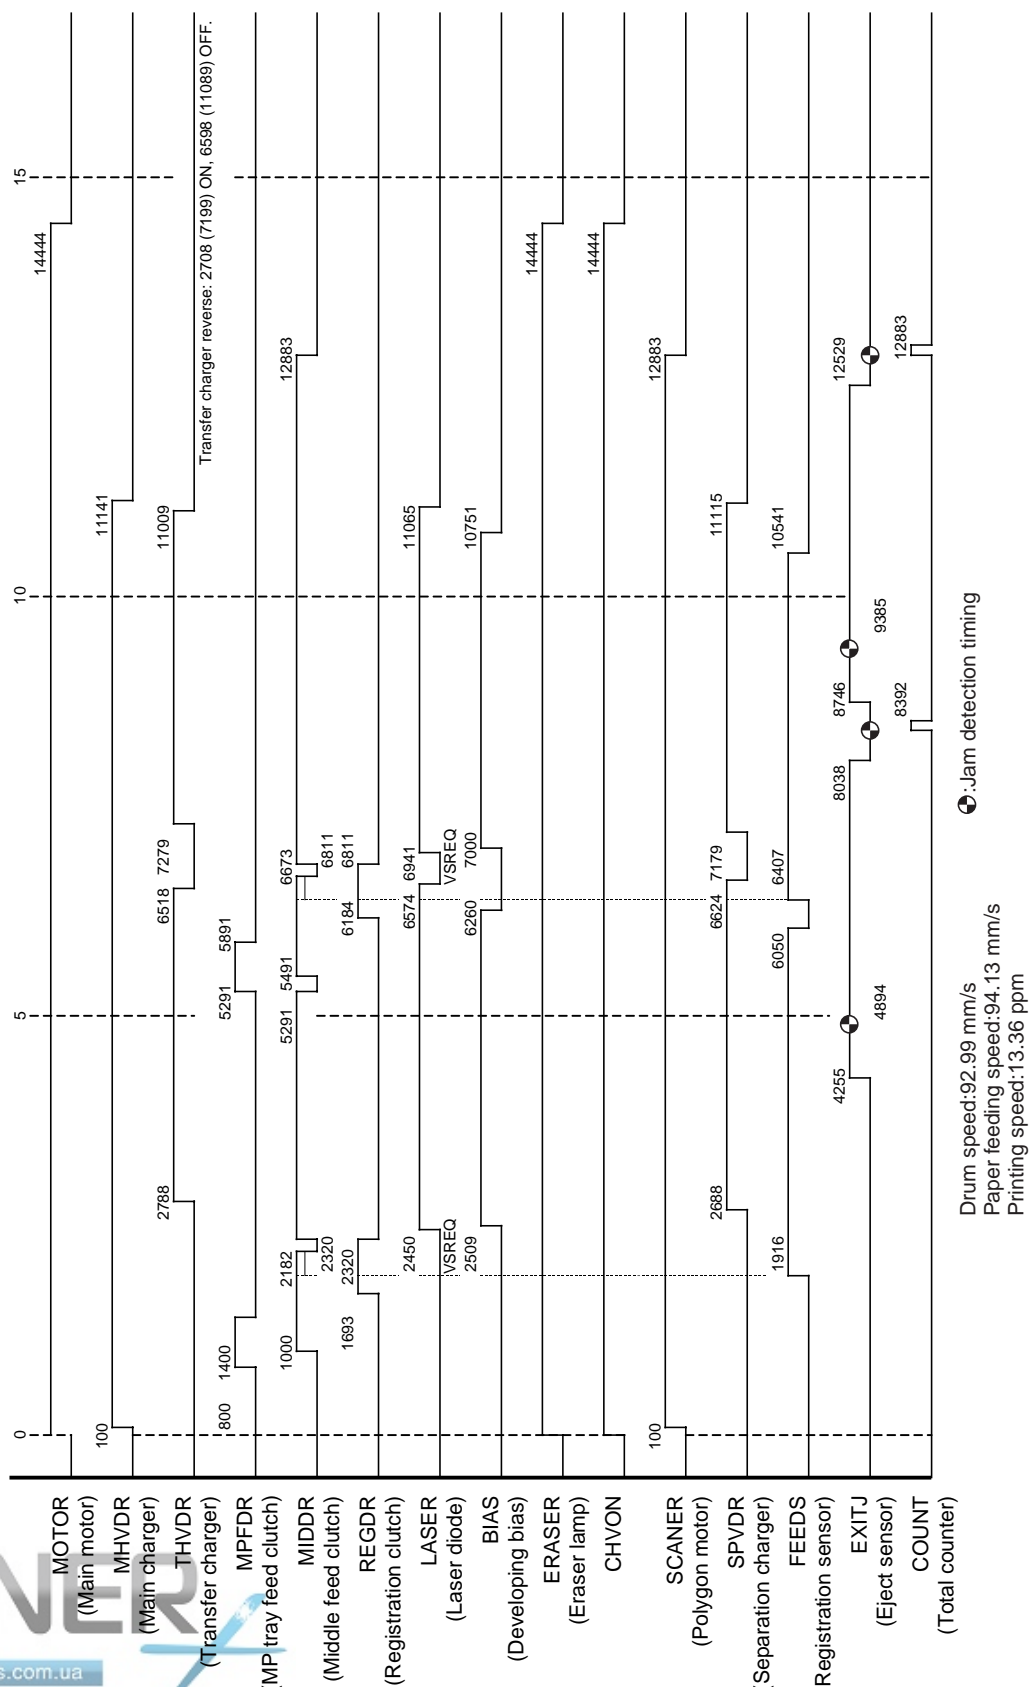 0
5
10
15
MOTOR
(Main motor)
14444
MHVDR
(Main charger)
100
11141
THVDR
(Transfer charger)
2788
6518
7279
11009
Transfer charger reverse: 2708 (7199) ON, 6598 (11089) OFF.
MPFDR
(MP tray feed clutch)
800
1400
5291
5891
MIDDR
(Middle feed clutch)
1000
2182
2320
5291
5491
6673
6811
12883
REGDR
(Registration clutch)
1693
2320
6184
6811
LASER
(Laser diode)
2450
VSREQ
6574
6941
VSREQ
11065
BIAS
(Developing bias)
2509
6260
7000
10751
ERASER
(Eraser lamp)
14444
CHVON
14444
SCANER
(Polygon motor)
100
12883
SPVDR
(Separation charger)
2688
6624
7179
11115
FEEDS
Registration sensor)
1916
6050
6407
10541
EXITJ
(Eject sensor)
4255
4894
8038
8746
9385
12529
COUNT
(Total counter)
8392
12883
Drum speed:92.99 mm/s
Paper feeding speed:94.13 mm/s
Printing speed:13.36 ppm
:Jam detection timing
NER
s.com.ua